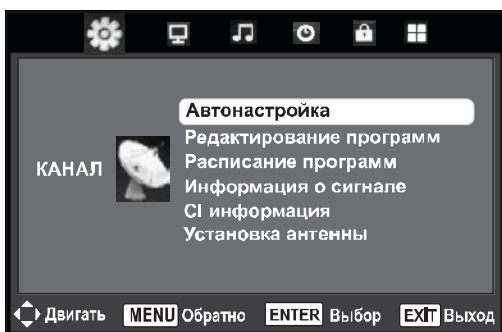 Автонастройка
Редактирование программ
Расписание программ
КАНАЛ
Информация о сигнале
CI информация
Установка антенны
Двигать MENU Обратно ENTER Выбор EXIT Выход